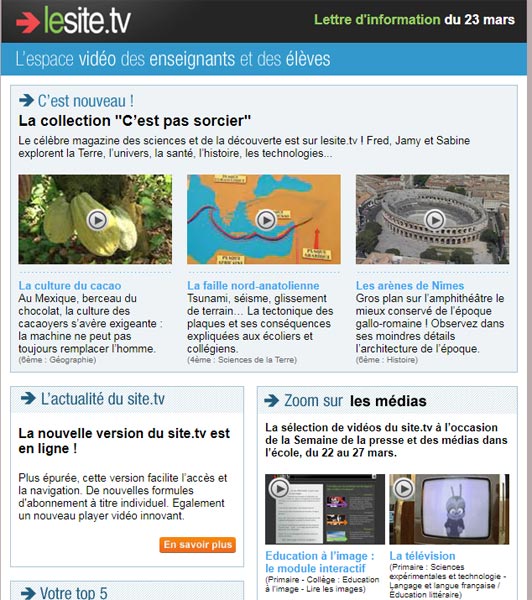 lesite.tv
Lettre d'information du 23 mars
L'espace vidéo des enseignants et des élèves
C'est nouveau !
La collection "C'est pas sorcier"
Le célèbre magazine des sciences et de la découverte est sur lesite.tv ! Fred, Jamy et Sabine
explorent la Terre, l'univers, la santé, l'histoire, les technologies...
PLAQUE
AFRICAINE
PLAQUE ARABIQUE
La culture du cacao
Au Mexique, berceau du
chocolat, la culture des
cacaoyers s'avère exigeante :
la machine ne peut pas
toujours remplacer l'homme.
(6ème : Géographie)
La faille nord-anatolienne
Tsunami, séisme, glissement
de terrain… La tectonique des
plaques et ses conséquences
expliquées aux écoliers et
collégiens.
(4ème : Sciences de la Terre)
Les arènes de Nîmes
Gros plan sur l'amphithéâtre le
mieux conservé de l'époque
gallo-romaine ! Observez dans
ses moindres détails
l'architecture de l'époque.
(6ème : Histoire)
L'actualité du site.tv
La nouvelle version du site.tv est
en ligne !
Plus épurée, cette version facilite l'accès et
la navigation. De nouvelles formules
d'abonnement à titre individuel. Egalement
un nouveau player vidéo innovant.
En savoir plus
Votre top 5
Zoom sur les médias
La sélection de vidéos du site.tv à l'occasion
de la Semaine de la presse et des médias dans
l'école, du 22 au 27 mars.
Education à l'image :
le module interactif
(Primaire - Collège : Education
à l'image - Lire les images)
La télévision
(Primaire : Sciences
expérimentales et technologie -
Langage et langue française /
Éducation littéraire)